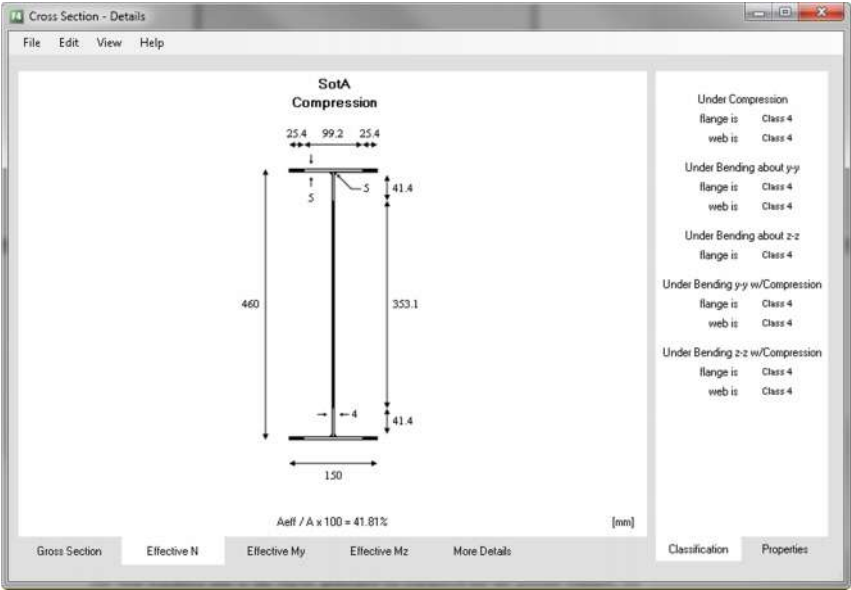 Cross Section - Details
File Edit View Help
SotA
Compression
25.4 99.2 25.4
5
5
41.4
460
353.1
4
41.4
150
Aeff / A x 100 = 41.81%
[mm]
Gross Section Effective N Effective My Effective Mz More Details
Under Compression
flange is Class 4
web is Class 4
Under Bending about y-y
flange is Class 4
web is Class 4
Under Bending about z-z
flange is Class 4
Under Bending y-y w/Compression
flange is Class 4
web is Class 4
Under Bending z-z w/Compression
flange is Class 4
web is Class 4
Classification Properties